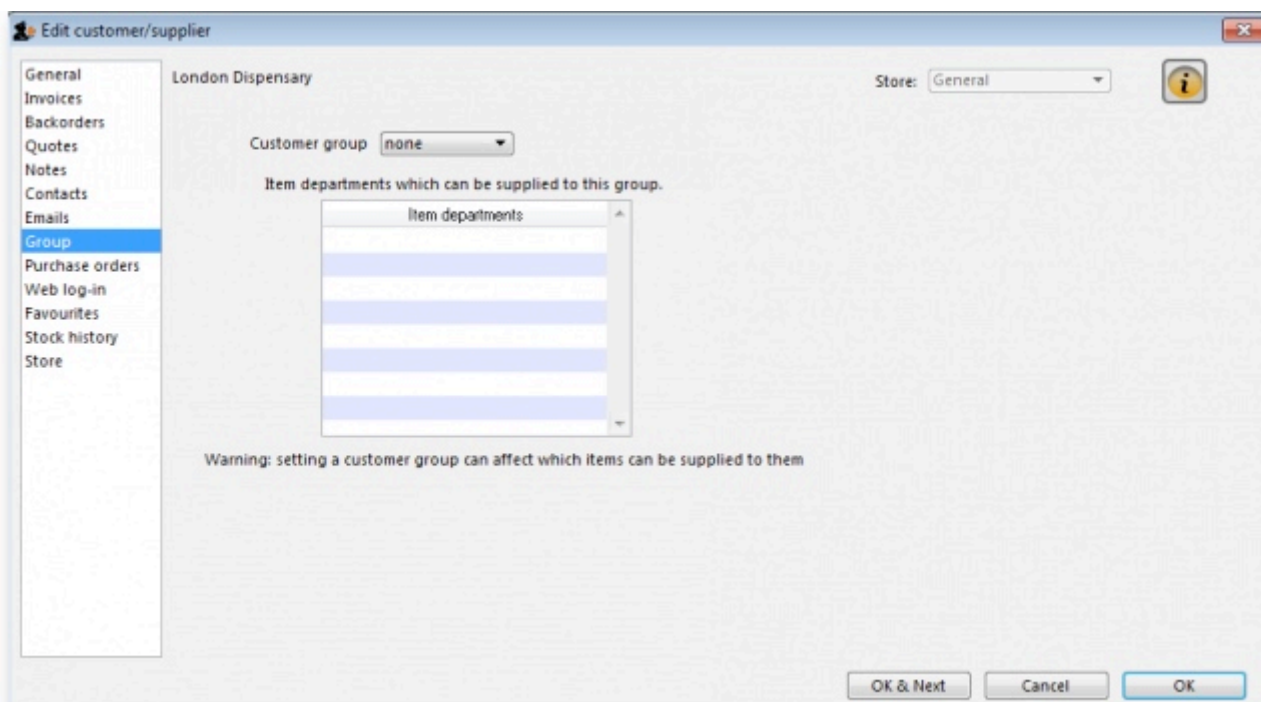 Edit customer/supplier
General
Invoices
Backorders
Quotes
Notes
Contacts
Emails
Group
Purchase orders
Web log-in
Favourites
Stock history
Store
London Dispensary
Store: General
Customer group none
Item departments which can be supplied to this group.
Item departments
Warning: setting a customer group can affect which items can be supplied to them
OK & Next Cancel OK